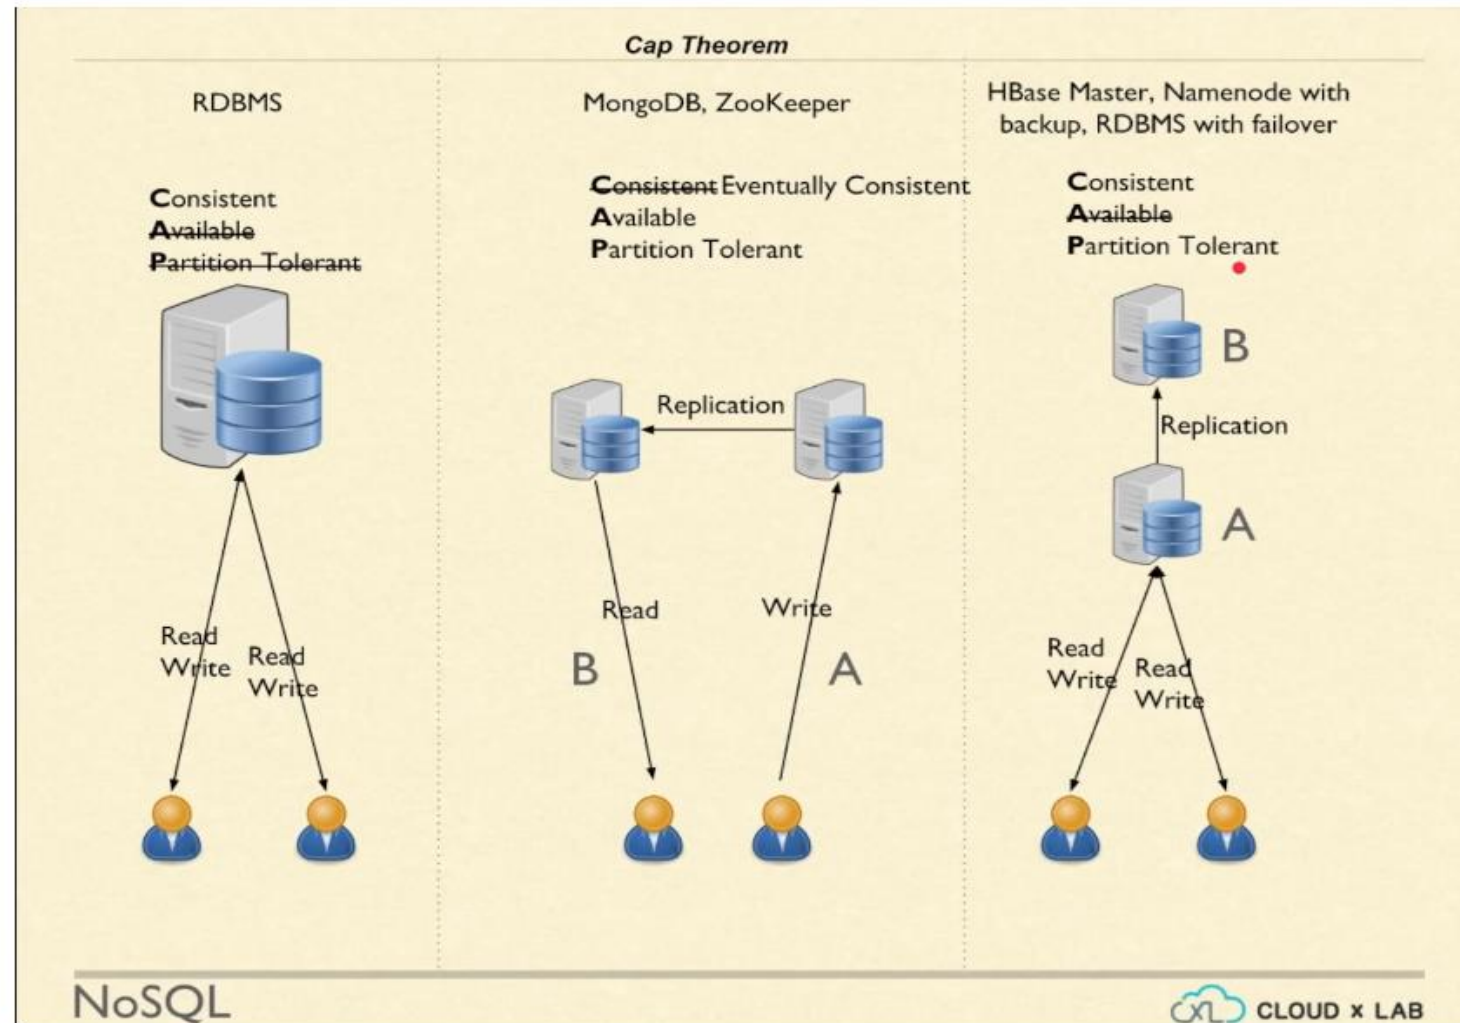 Cap Theorem
RDBMS
Consistent
Available
Partition Tolerant
Read
Write
Read
Write
MongoDB, ZooKeeper
Consistent Eventually Consistent
Available
Partition Tolerant
Replication
Read
Write
B
A
HBase Master, Namenode with
backup, RDBMS with failover
Consistent
Available
Partition Tolerant
B
Replication
A
Read
Write
Read
Write
NoSQL
CXL CLOUD x LAB